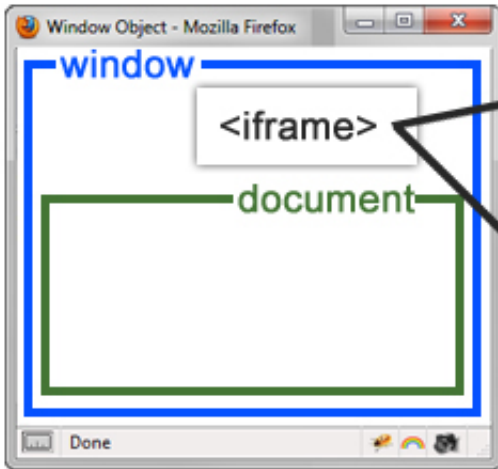 Window Object - Mozilla Firefox
window
<iframe>
document
Done